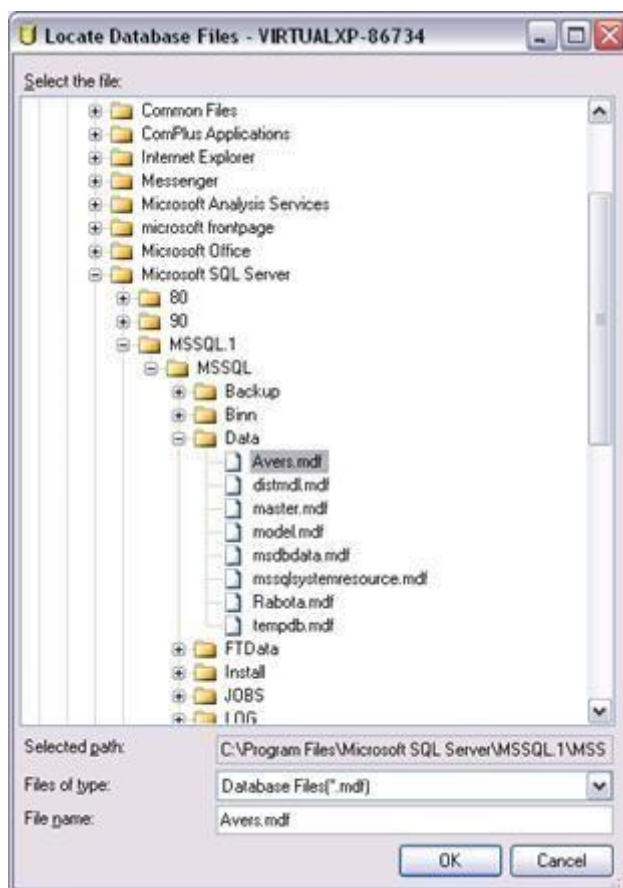 Locate Database Files - VIRTUALXP-86734
Select the file:
Common Files
ComPlus Applications
Internet Explorer
Messenger
Microsoft Analysis Services
microsoft frontpage
Microsoft Office
Microsoft SQL Server
80
90
MSSQL.1
MSSQL
Backup
Binn
Data
Avers.mdf
distmdl.mdf
master.mdf
model.mdf
msdbdata.mdf
mssqlsystemresource.mdf
Rabota.mdf
tempdb.mdf
FTData
Install
JOBS
LOG
Selected path: C:\Program Files\Microsoft SQL Server\MSSQL.1\MSS
Files of type: Database Files(*.mdf)
File name: Avers.mdf
OK Cancel